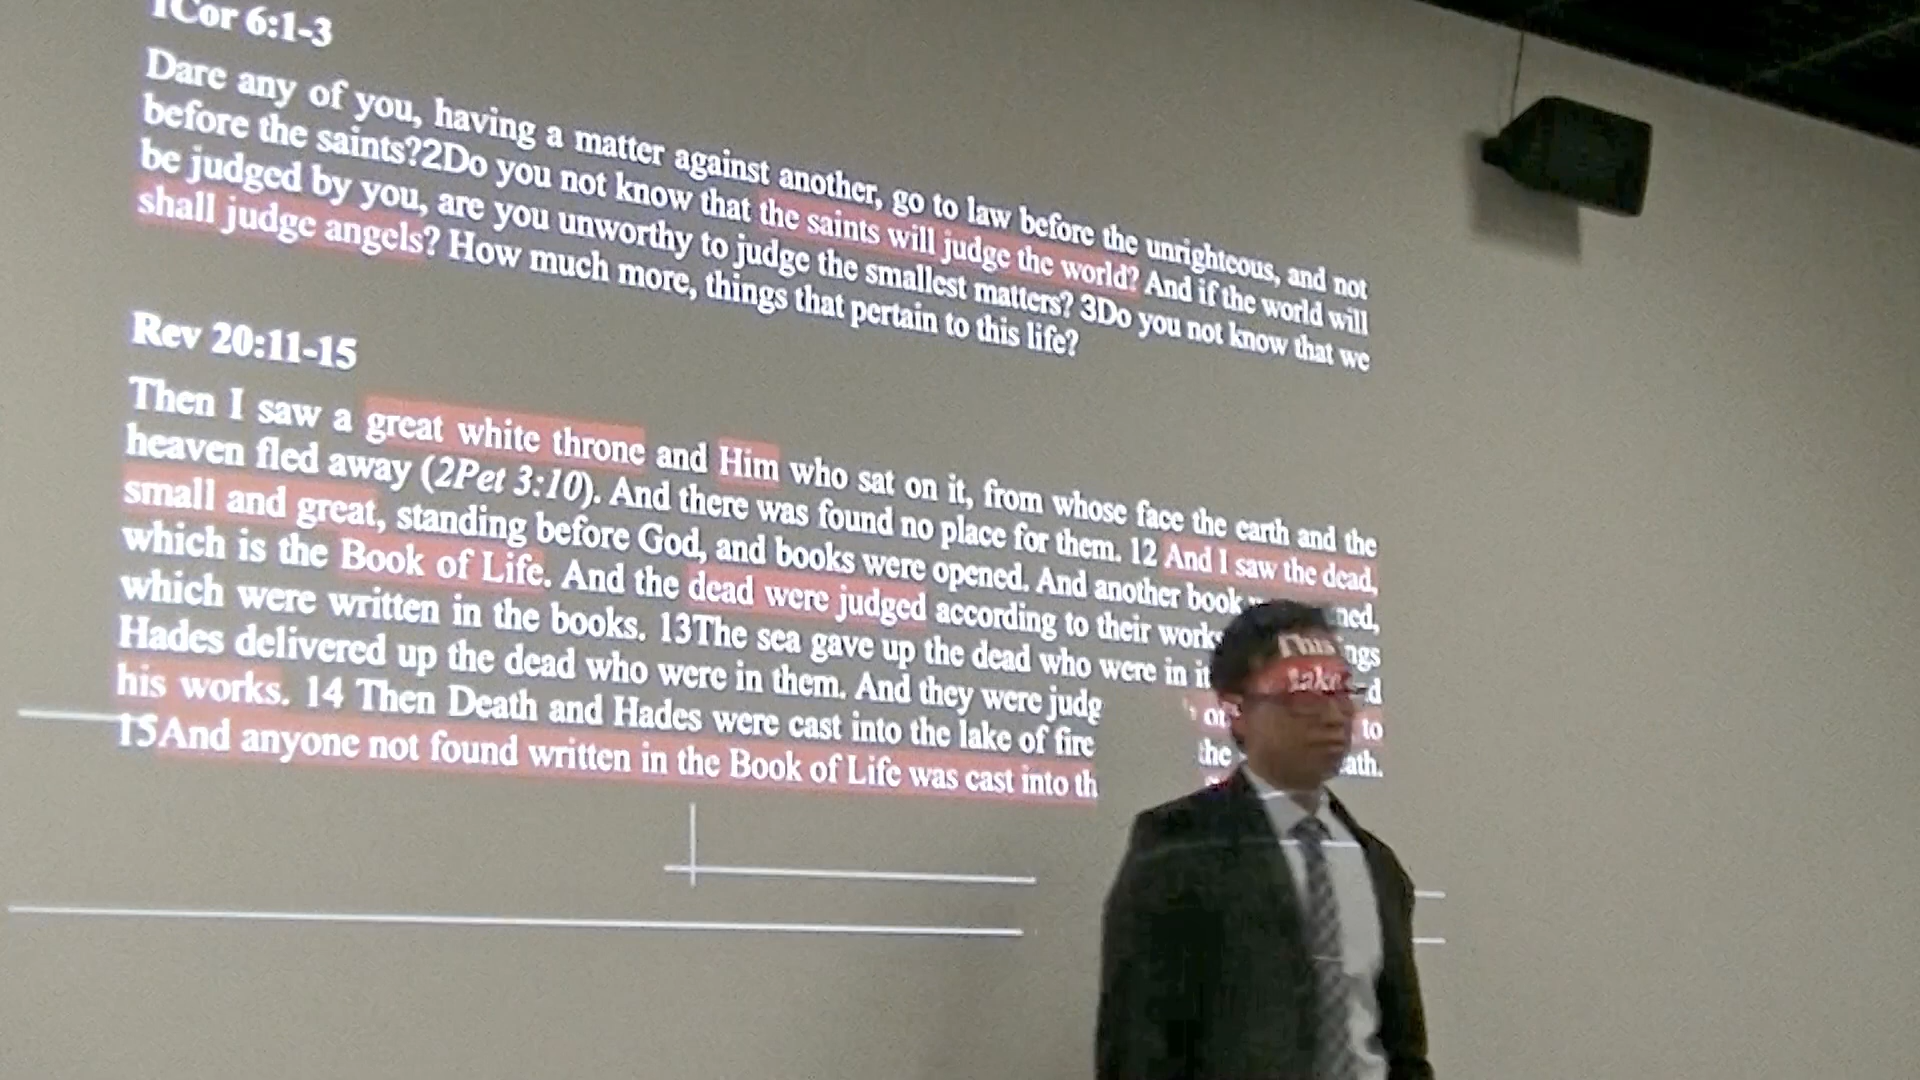 1Cor 6:1-3
Dare any of you, having a matter against another, go to law before the unrighteous, and not
before the saints?2Do you not know that the saints will judge the world? And if the world will
be judged by you, are you unworthy to judge the smallest matters? 3Do you not know that we
shall judge angels? How much more, things that pertain to this life?
Rev 20:11-15
Then I saw a great white throne and Him who sat on it, from whose face the earth and the
heaven fled away (2Pet 3:10). And there was found no place for them. 12 And I saw the dead,
small and great, standing before God, and books were opened. And another book
which is the Book of Life. And the dead were judged according to their works
which were written in the books. 13The sea gave up the dead who were in it
Hades delivered up the dead who were in them. And they were judg
his works. 14 Then Death and Hades were cast into the lake of fire This the
15And anyone not found written in the Book of Life was cast into lake